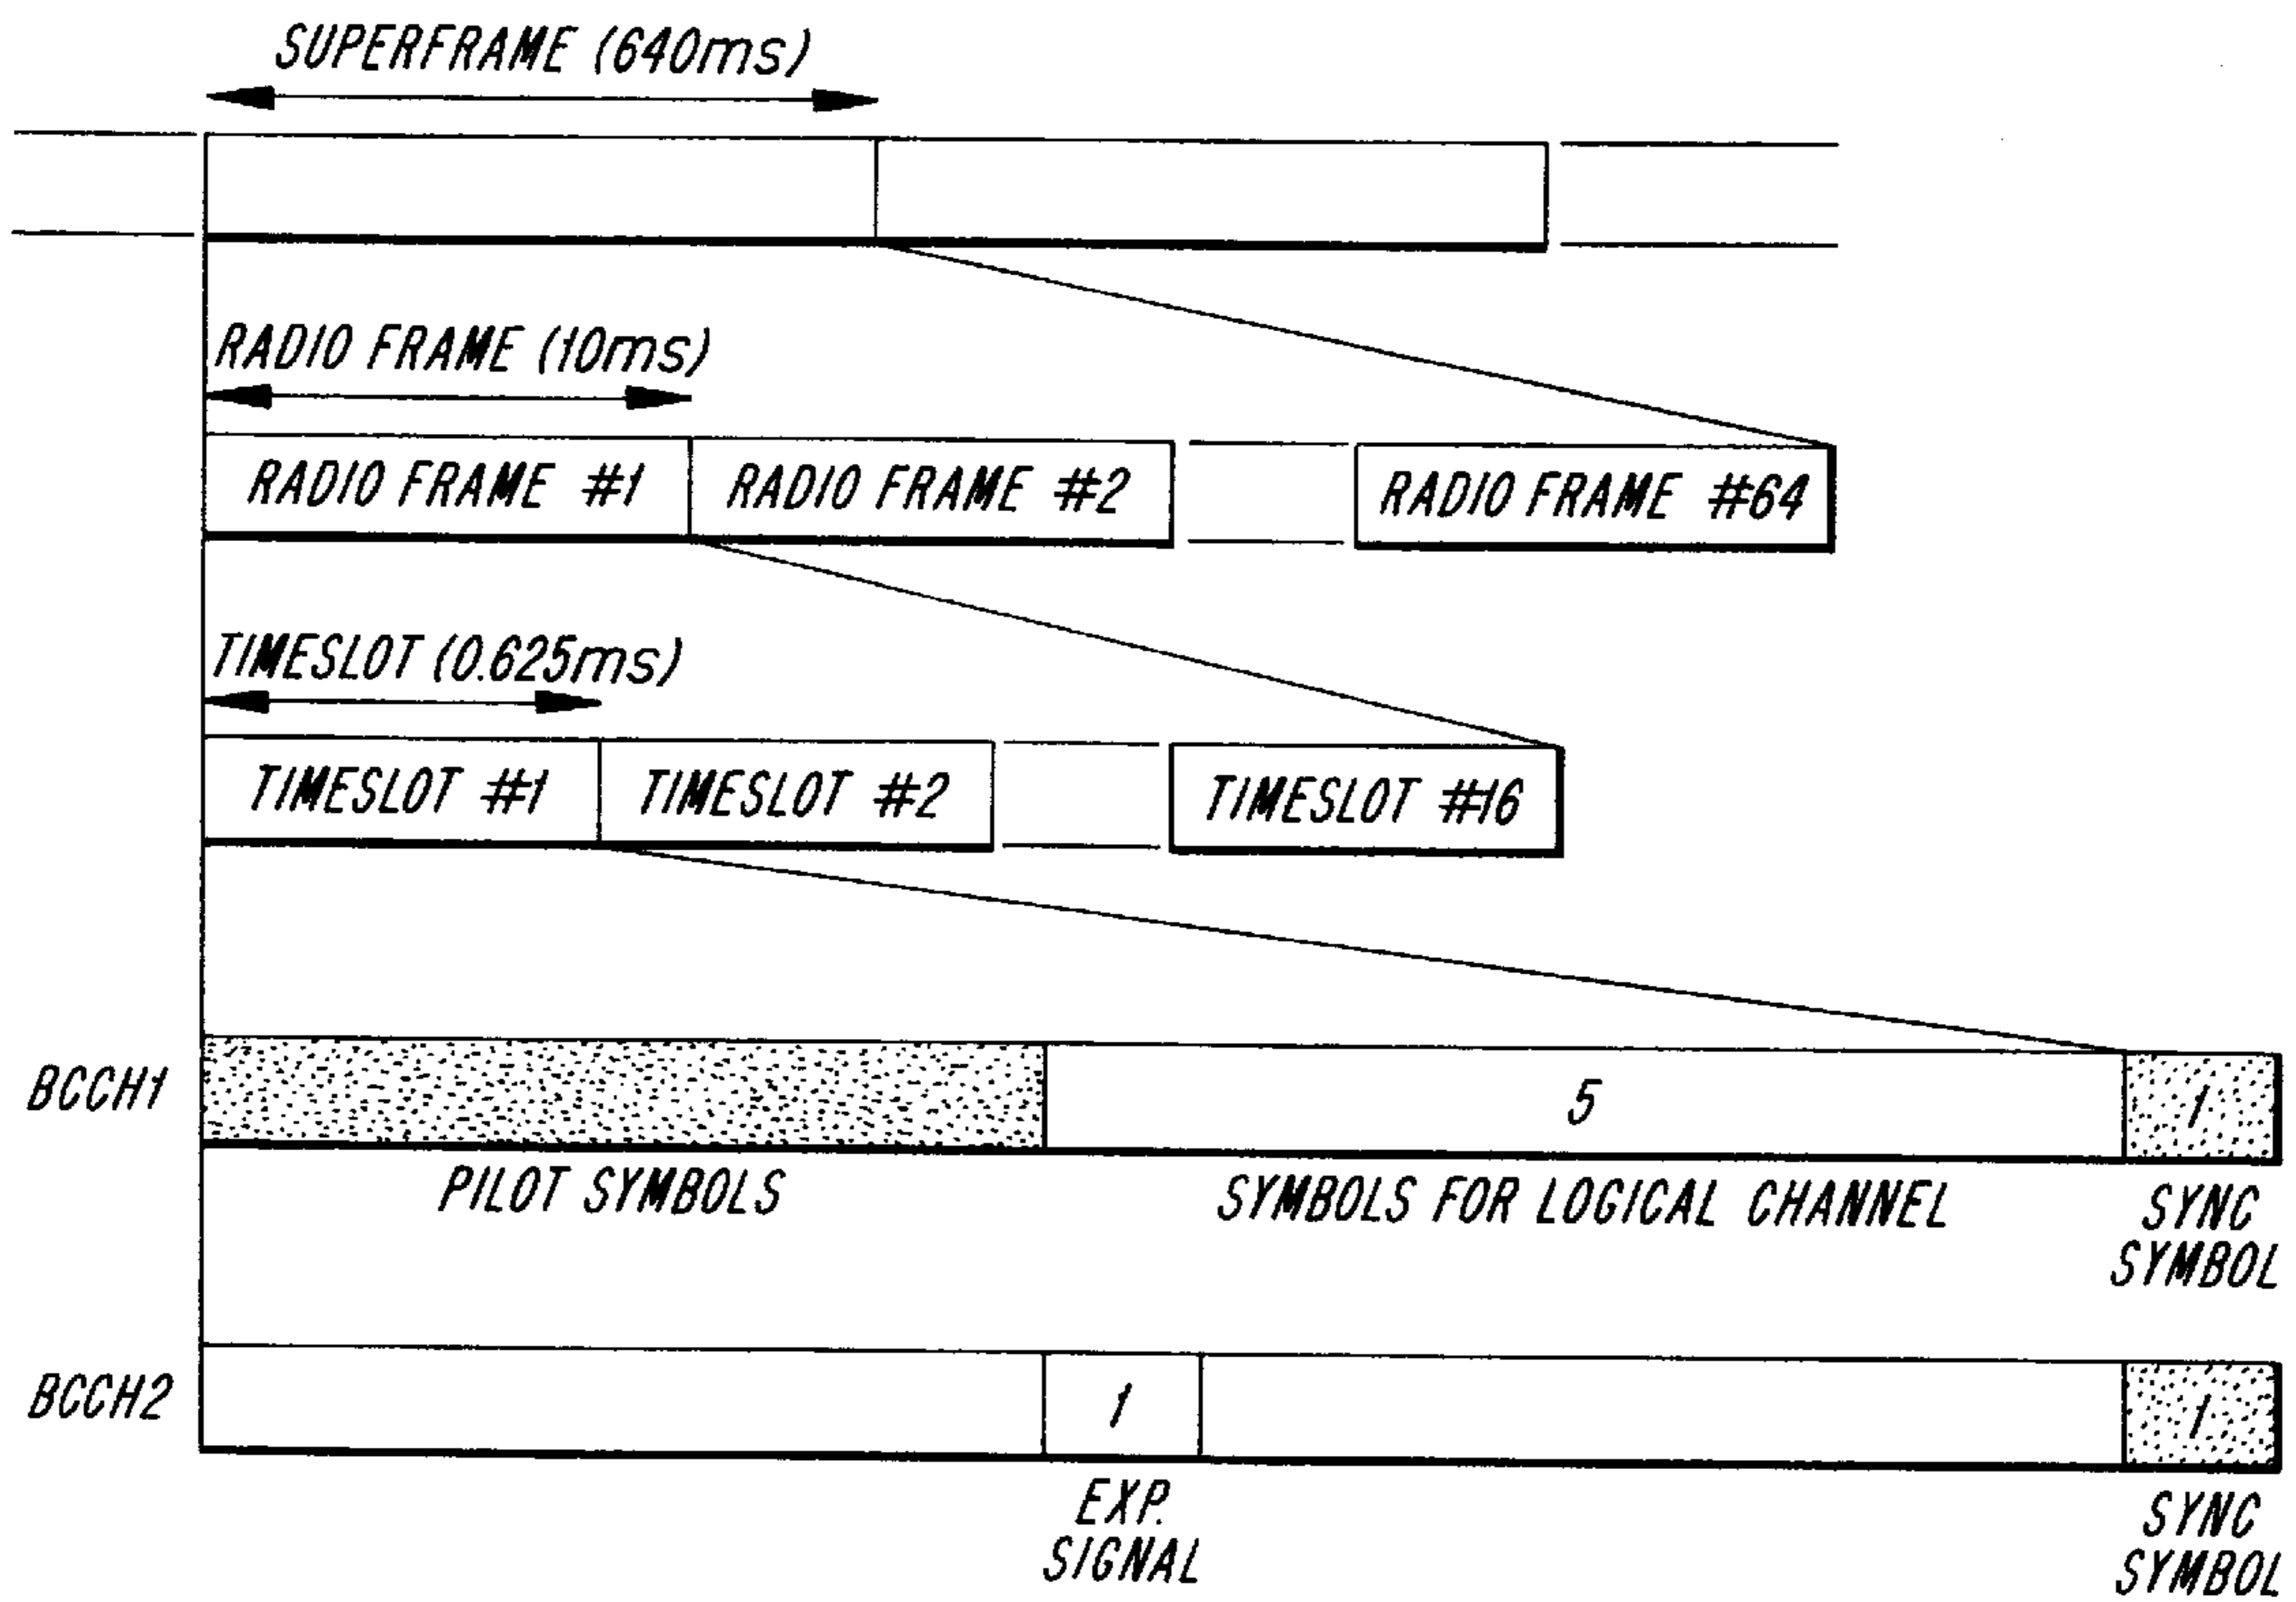 SUPERFRAME (640ms)
RADIO FRAME (10ms)
RADIO FRAME #1
RADIO FRAME #2
RADIO FRAME #64
TIMESLOT (0.625ms)
TIMESLOT #1
TIMESLOT #2
TIMESLOT #16
BCCH1
5
1
PILOT SYMBOLS
SYMBOLS FOR LOGICAL CHANNEL
SYNC
SYMBOL
BCCH2
1
1
EXP.
SIGNAL
SYNC
SYMBOL